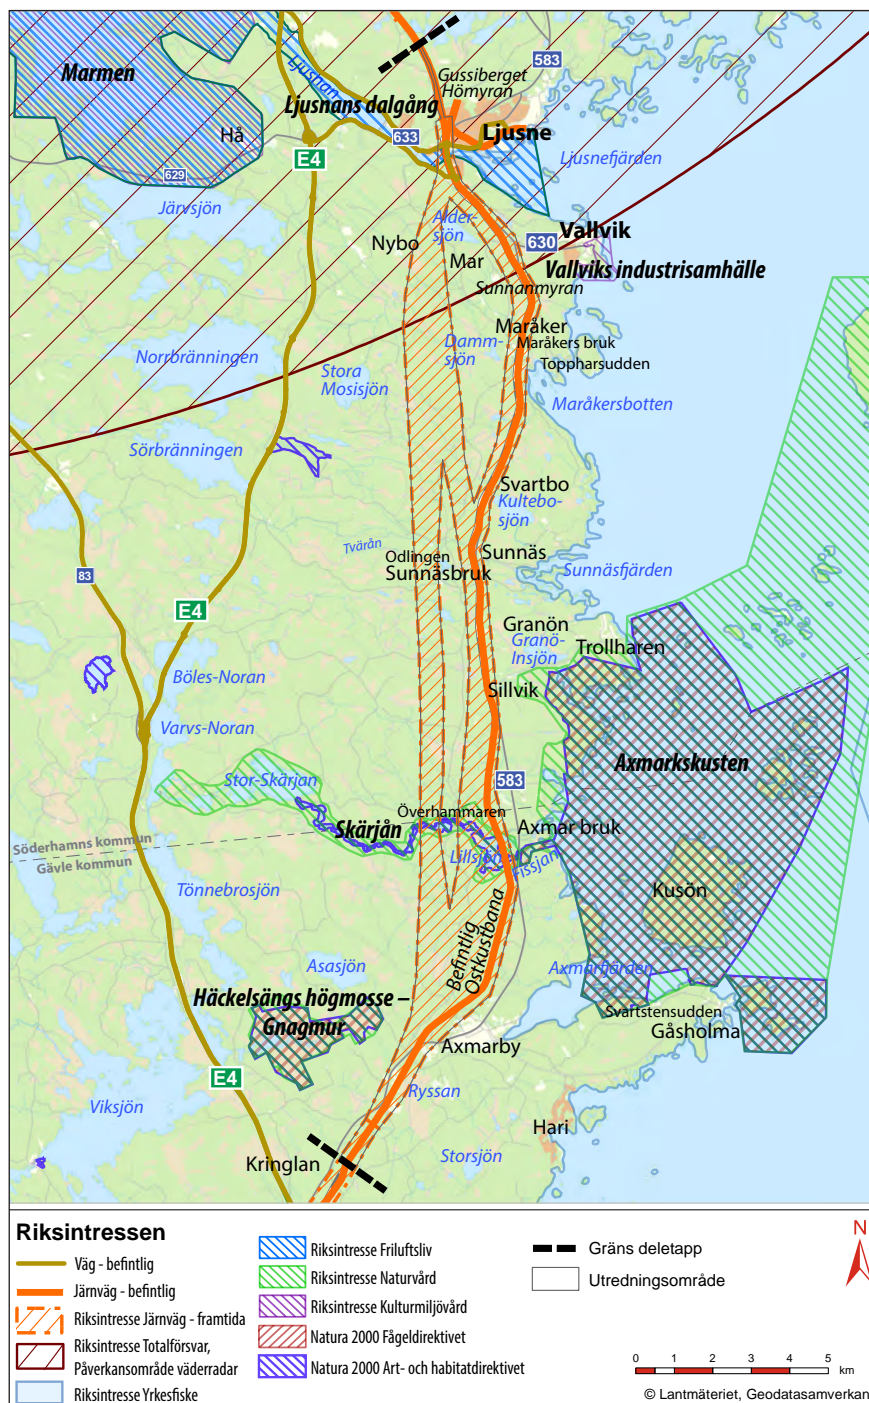 583
Gussiberget
Hömyran
Ljusnan
Marmen
Ljusnans dalgång
Hå
633
Ljusne
E4
Ljusnefjärden
629
Järvsjön
Alder-
sjön
Nybo
630
Vallvik
Mar
Vallviks industrisamhälle
Sunnanmyran
Maråker
Maråkers bruk
Norrbränningen
Damm-
sjön
Toppharsudden
Stora
Mosisjön
Maråkersbotten
Sörbränningen
Svartbo
Kultebo-
sjön
Tvärån
Odlingen
Sunnäsbruk
Sunnäs
Sunnäsfjärden
83
E4
Granön
Granö-
Insjön
Trollharen
Böles-Noran
Sillvik
Varvs-Noran
Axmarkskusten
Stor-Skärjan
583
Överhammaren
Skärjån
Axmar bruk
Söderhamns kommun
Gävle kommun
Lillsjön
Fissjan
Tönnebrosjön
Kusön
Befintlig
Ostkustbana
Asasjön
Axmarfjärden
Häckelsängs högmosse –
Gnagmur
Svartstensudden
Gåsholma
Axmarby
E4
Ryssan
Viksjön
Hari
Kringlan
Storsjön
Riksintressen
Väg - befintlig
Järnväg - befintlig
Riksintresse Järnväg - framtida
Riksintresse Totalförsvar,
Påverkansområde väderradar
Riksintresse Yrkesfiske
Riksintresse Friluftsliv
Riksintresse Naturvård
Riksintresse Kulturmiljövård
Natura 2000 Fågeldirektivet
Natura 2000 Art- och habitatdirektivet
Gräns deletapp
Utredningsområde
N
0 1 2 3 4 5
km
© Lantmäteriet, Geodatasamverkan